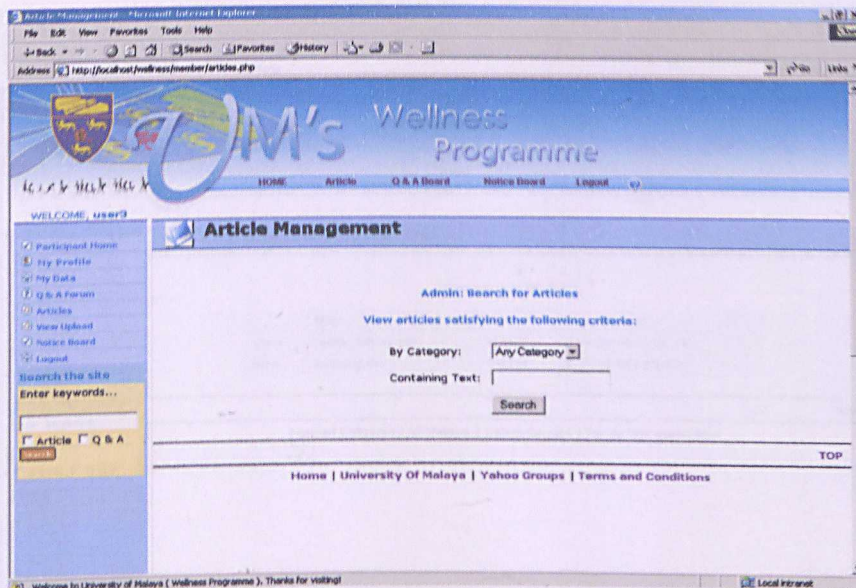 Article Management - Microsoft Internet Explorer
File Edit View Favorites Tools Help
Back Search Favorites History
Address http://localhost/wellness/member/articles.php Links
UM's Wellness
Programme
HOME Article Q & A Board Notice Board Logout
WELCOME, user3
Article Management
Participant Home
My Profile
My Data
Q & A Forum
Articles
View Upload
Notice Board
Logout
Search the site
Enter keywords...
Article Q & A
Search
Admin: Search for Articles
View articles satisfying the following criteria:
By Category: Any Category
Containing Text:
Search
TOP
Home | University Of Malaya | Yahoo Groups | Terms and Conditions
Welcome to University of Malaya ( Wellness Programme ). Thanks for visiting! Local intranet